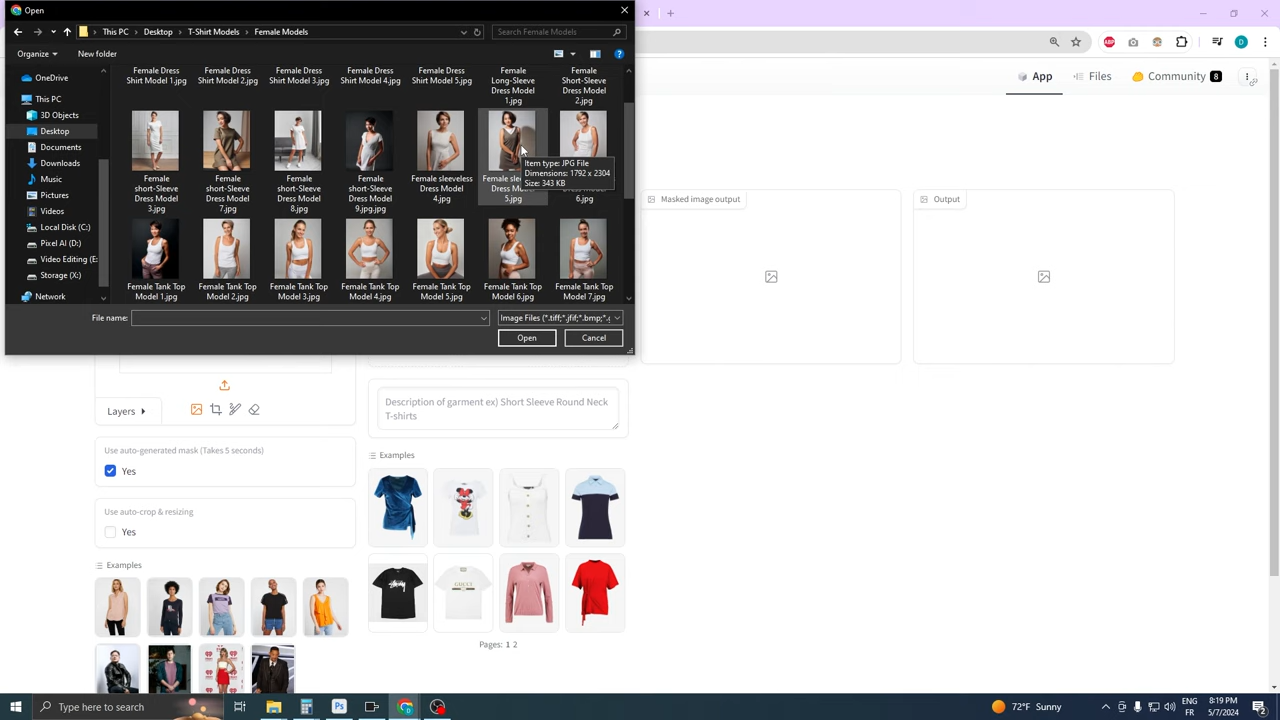 Open
This PC
Desktop
T-Shirt Models
Female Models
Search Female Models
Organize
New folder
OneDrive
This PC
3D Objects
Desktop
Documents
Downloads
Music
Pictures
Videos
Local Disk (C:)
Pixel AI (D:)
Video Editing (E:
Storage (X:)
Network
Female Dress
Shirt Model 1.jpg
Female Dress
Shirt Model 2.jpg
Female Dress
Shirt Model 3.jpg
Female Dress
Shirt Model 4.jpg
Female Dress
Shirt Model 5.jpg
Female
Long-Sleeve
Dress Model
1.jpg
Female
Short-Sleeve
Dress Model
2.jpg
Female
short-Sleeve
Dress Model
3.jpg
Female
short-Sleeve
Dress Model
7.jpg
Female
short-Sleeve
Dress Model
8.jpg
Female
short-Sleeve
Dress Model
9.jpg.jpg
Female sleeveless
Dress Model
4.jpg
5.jpg
6.jpg
Item type: JPG File
Dimensions: 1792 x 2304
Size: 343 KB
Female Tank Top
Model 1.jpg
Female Tank Top
Model 2.jpg
Female Tank Top
Model 3.jpg
Female Tank Top
Model 4.jpg
Female Tank Top
Model 5.jpg
Female Tank Top
Model 6.jpg
Female Tank Top
Model 7.jpg
File name:
Image Files (*.tiff;*.jfif;*.bmp;*.g
Open
Cancel
App
Files
Community
8
ABP
D
Masked image output
Output
Layers
Use auto-generated mask (Takes 5 seconds)
Yes
Use auto-crop & resizing
Yes
Examples
Description of garment ex) Short Sleeve Round Neck
T-shirts
Examples
GUCCI
Pages: 1 2
Type here to search
Ps
72°F Sunny
ENG
FR
8:19 PM
5/7/2024
2